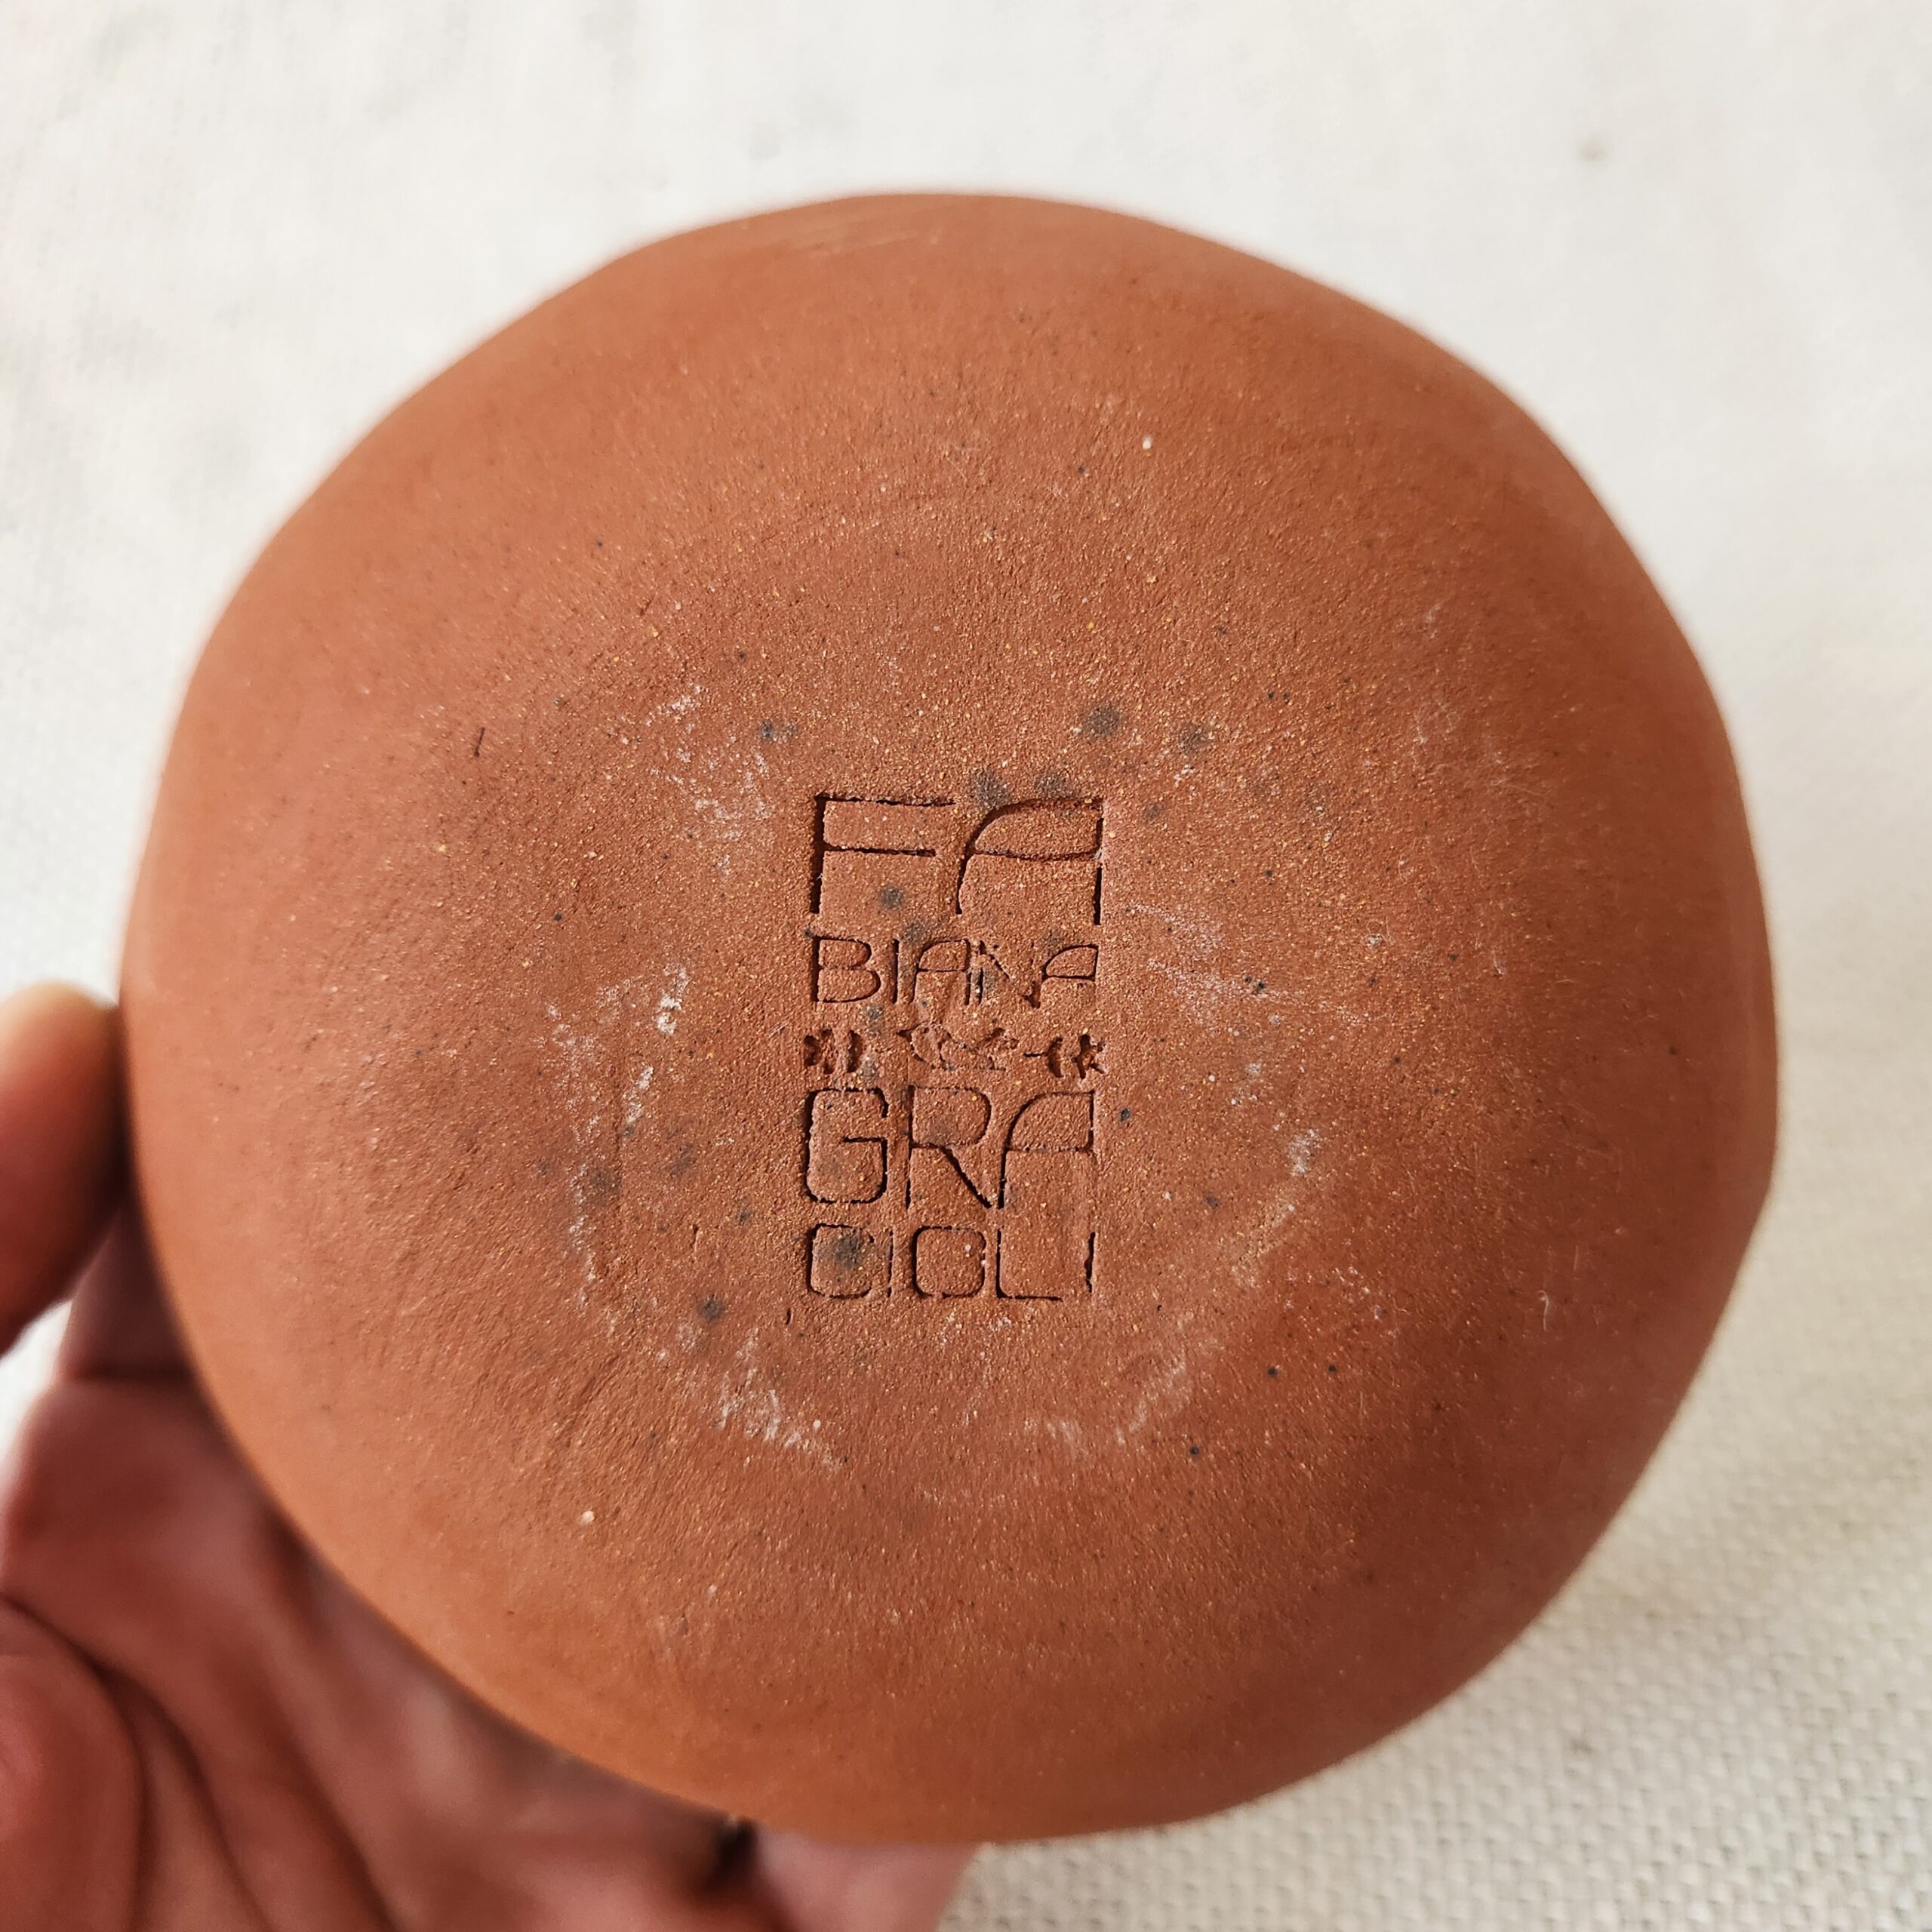 FA
BIANA
GRA
CIOLI